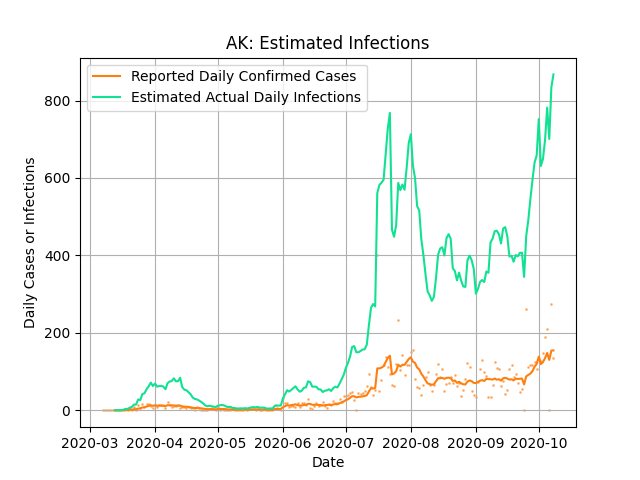 AK: Estimated Infections
Reported Daily Confirmed Cases
Estimated Actual Daily Infections
Daily Cases or Infections
800
600
400
200
0
2020-03 2020-04 2020-05 2020-06 2020-07 2020-08 2020-09 2020-10
Date